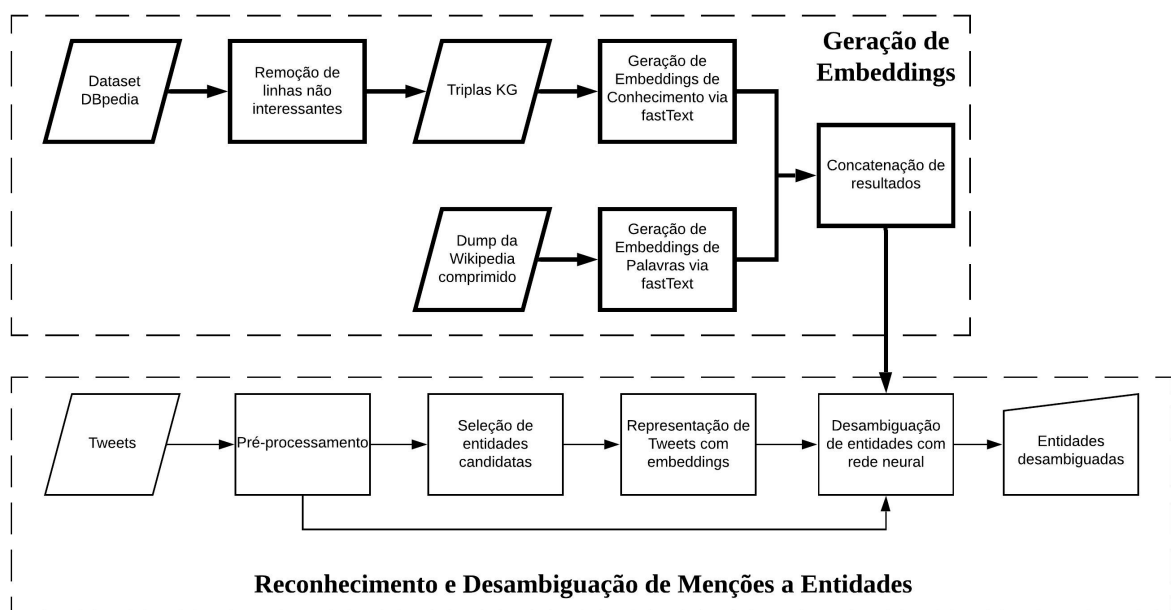 Geração de
Embeddings
Dataset
DBpedia
Remoção de
linhas não
interessantes
Triplas KG
Geração de
Embeddings de
Conhecimento via
fastText
Concatenação de
resultados
Dump da
Wikipedia
comprimido
Geração de
Embeddings de
Palavras via
fastText
Tweets
Pré-processamento
Seleção de
entidades
candidatas
Representação de
Tweets com
embeddings
Desambiguação
de entidades com
rede neural
Entidades
desambiguadas
Reconhecimento e Desambiguação de Menções a Entidades